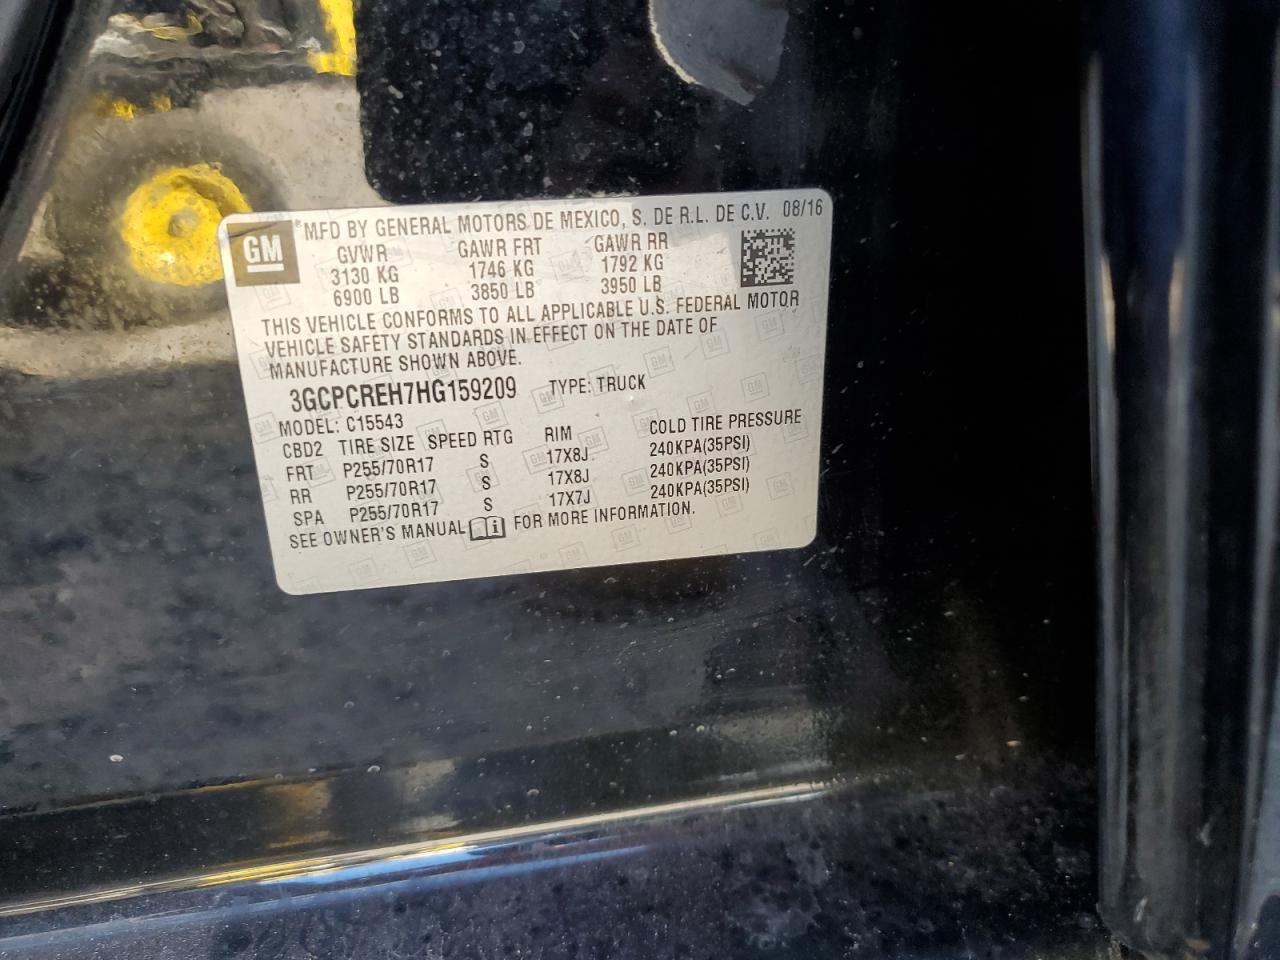 GM ® MFD BY GENERAL MOTORS DE MEXICO, S. DE R.L. DE C.V. 08/16
GVWR GAWR FRT GAWR RR
3130 KG 1746 KG 1792 KG
6900 LB 3850 LB 3950 LB
THIS VEHICLE CONFORMS TO ALL APPLICABLE U.S. FEDERAL MOTOR
VEHICLE SAFETY STANDARDS IN EFFECT ON THE DATE OF
MANUFACTURE SHOWN ABOVE.
3GCPCREH7HG159209 TYPE: TRUCK
MODEL: C15543
CBD2 TIRE SIZE SPEED RTG RIM COLD TIRE PRESSURE
FRT P255/70R17 S 17X8J 240KPA(35PSI)
RR P255/70R17 S 17X8J 240KPA(35PSI)
SPA P255/70R17 S 17X7J 240KPA(35PSI)
SEE OWNER'S MANUAL i FOR MORE INFORMATION.